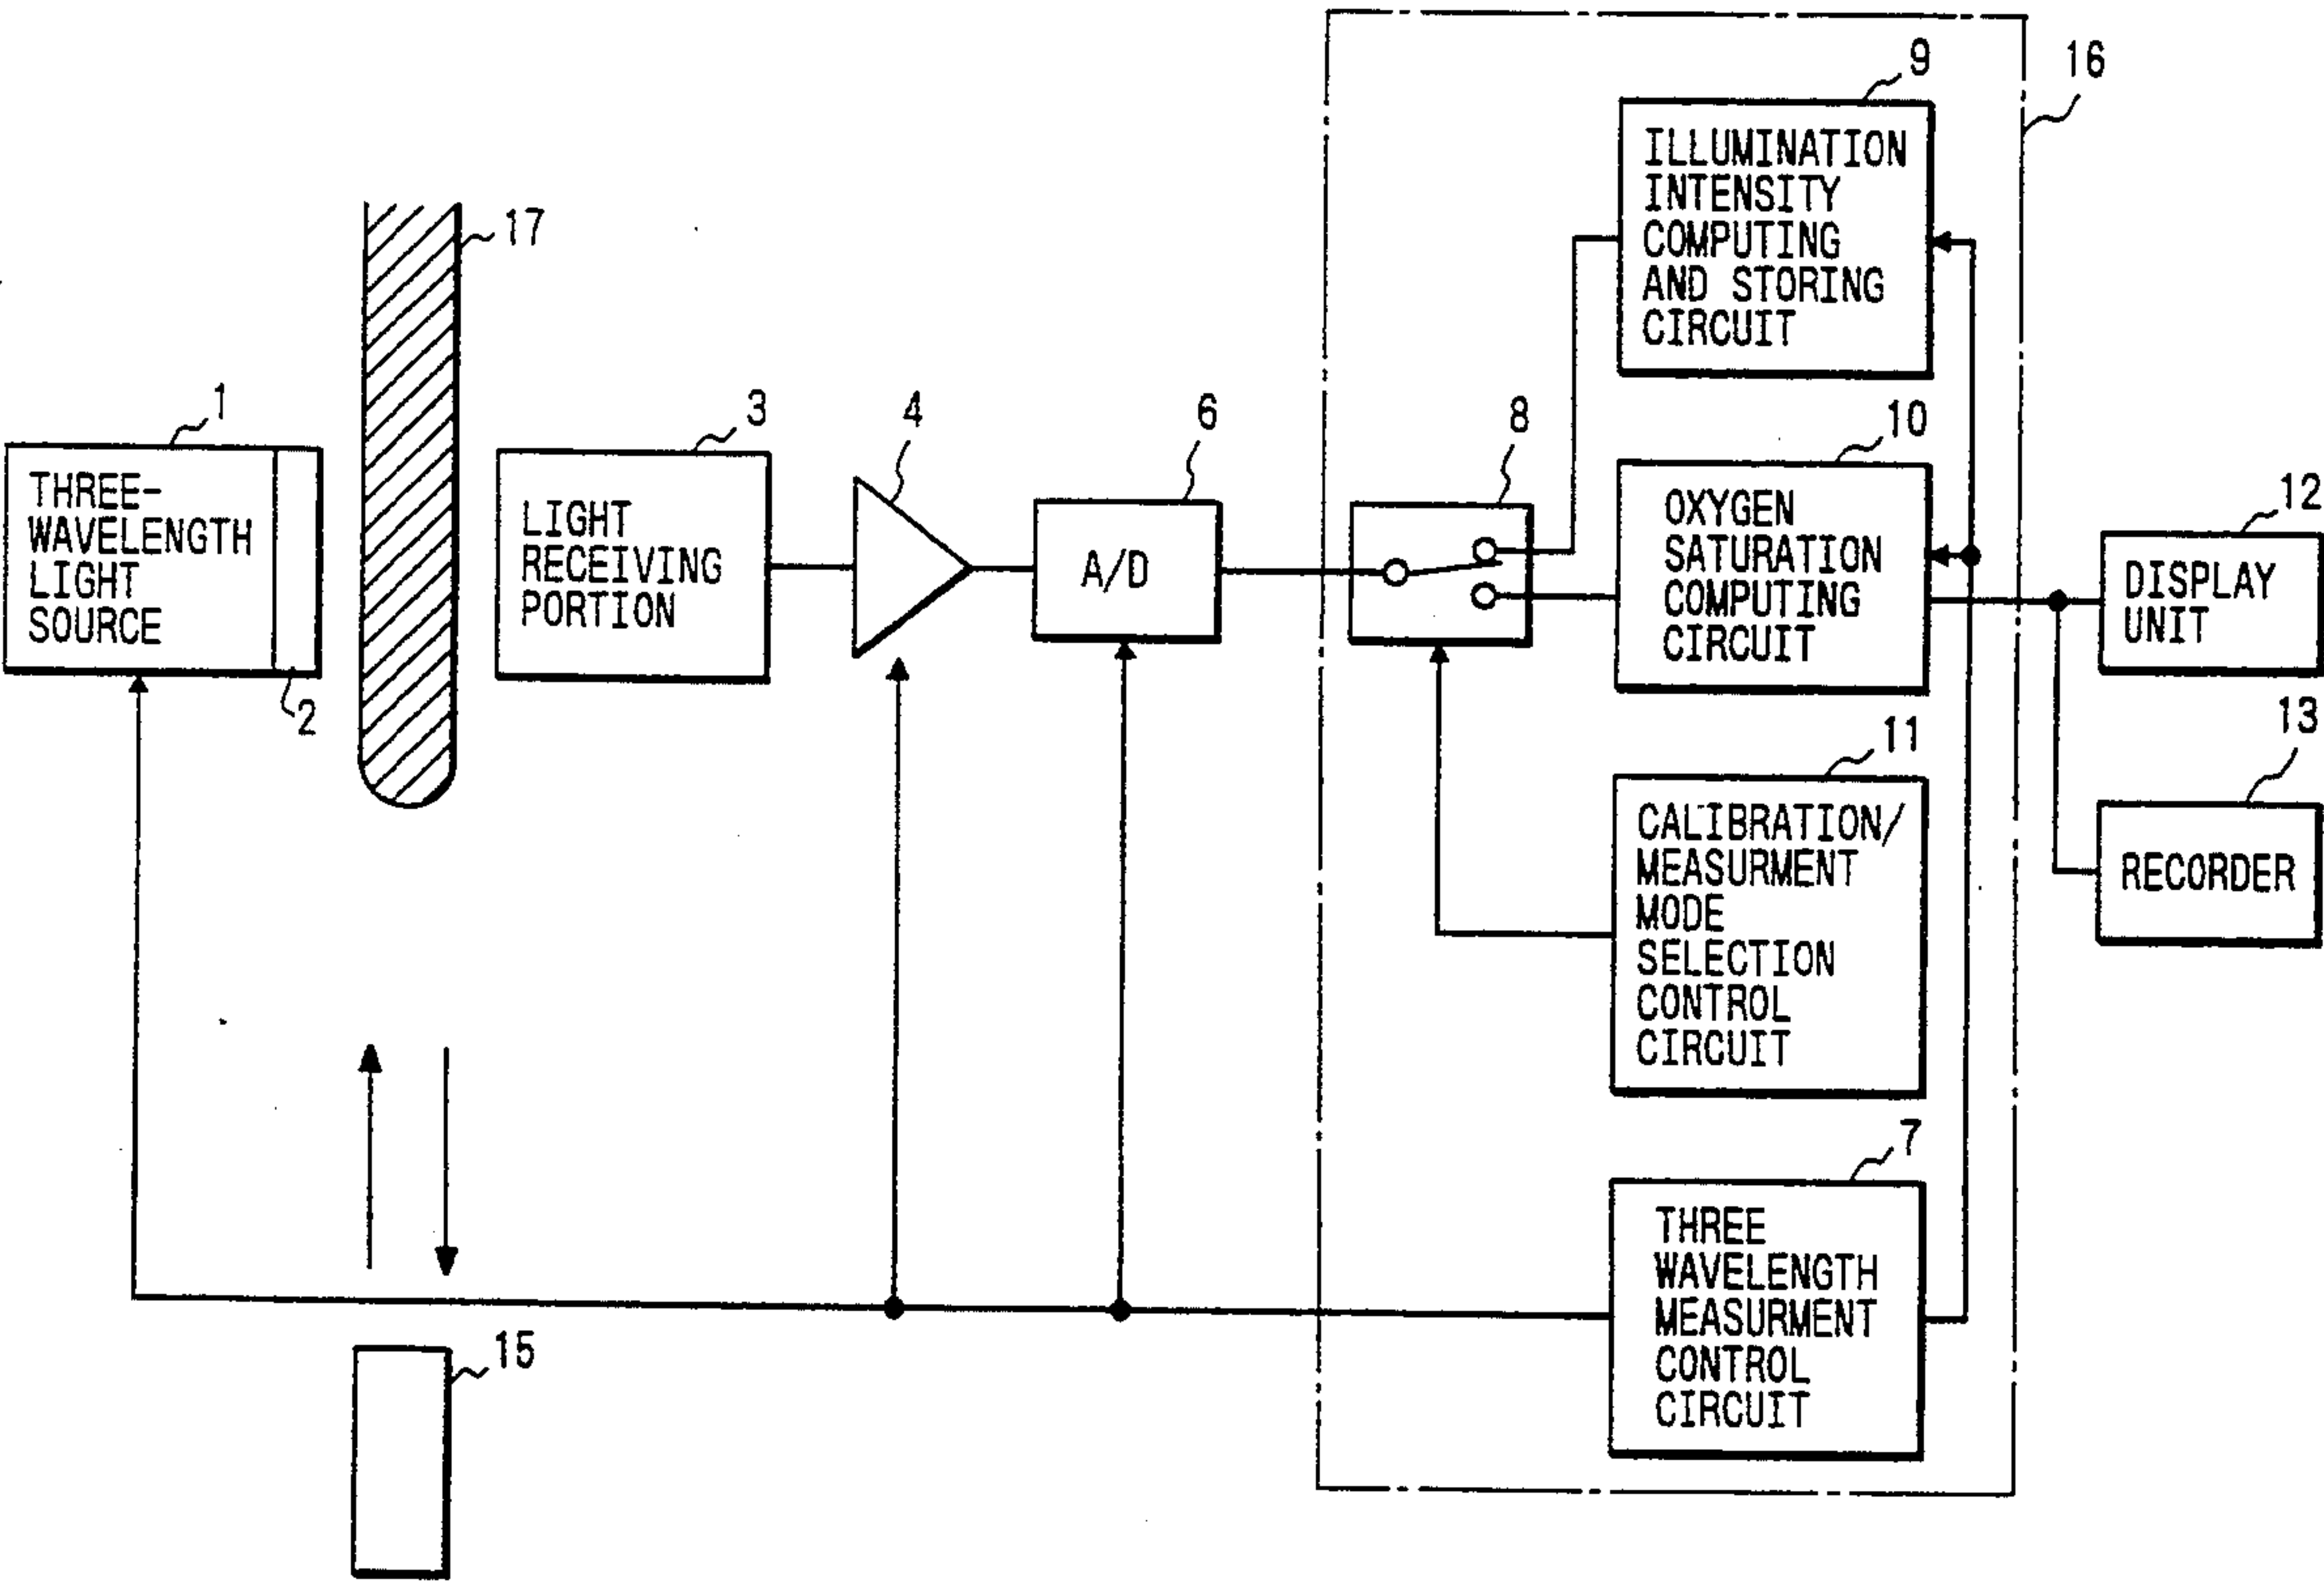 16
9
ILLUMINATION
INTENSITY
COMPUTING
AND STORING
CIRCUIT
17
1
THREE-
WAVELENGTH
LIGHT
SOURCE
2
3
LIGHT
RECEIVING
PORTION
4
6
A/D
8
10
OXYGEN
SATURATION
COMPUTING
CIRCUIT
12
DISPLAY
UNIT
13
RECORDER
11
CALIBRATION/
MEASURMENT
MODE
SELECTION
CONTROL
CIRCUIT
7
THREE
WAVELENGTH
MEASURMENT
CONTROL
CIRCUIT
15